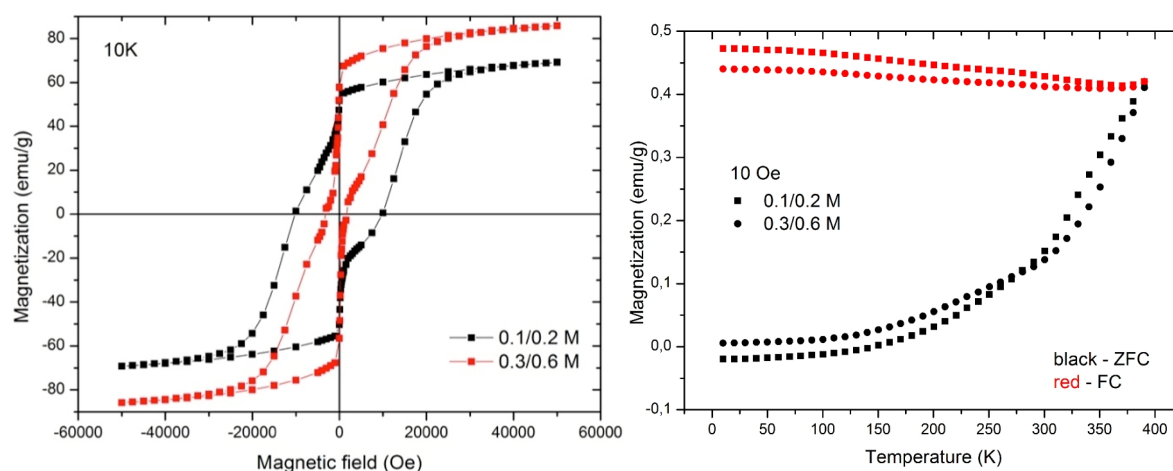 10K
Magnetization (emu/g)
80
60
40
20
0
-20
-40
-60
-80
0.1/0.2 M
0.3/0.6 M
-60000 -40000 -20000 0 20000 40000 60000
Magnetic field (Oe)
Magnetization (emu/g)
0,5
0,4
0,3
0,2
0,1
0,0
-0,1
10 Oe
0.1/0.2 M
0.3/0.6 M
black - ZFC
red - FC
0 50 100 150 200 250 300 350 400
Temperature (K)